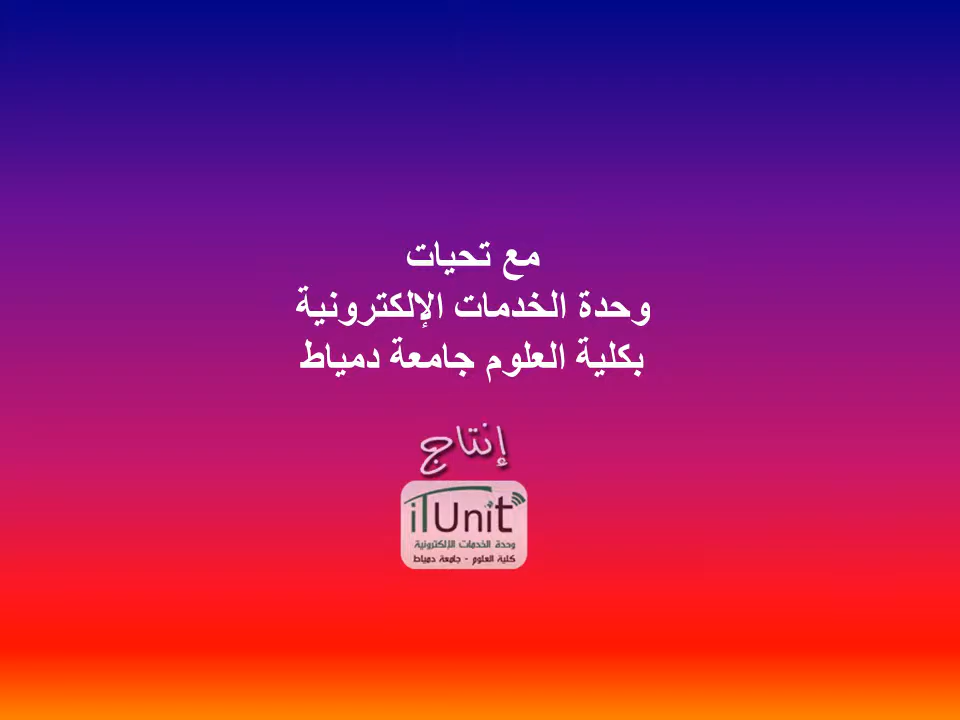 مع تحيات
وحدة الخدمات الإلكترونية
بكلية العلوم جامعة دمياط
إنتاج
iTUnit
وحدة الخدمات الإلكترونية
كلية العلوم - جامعة دمياط